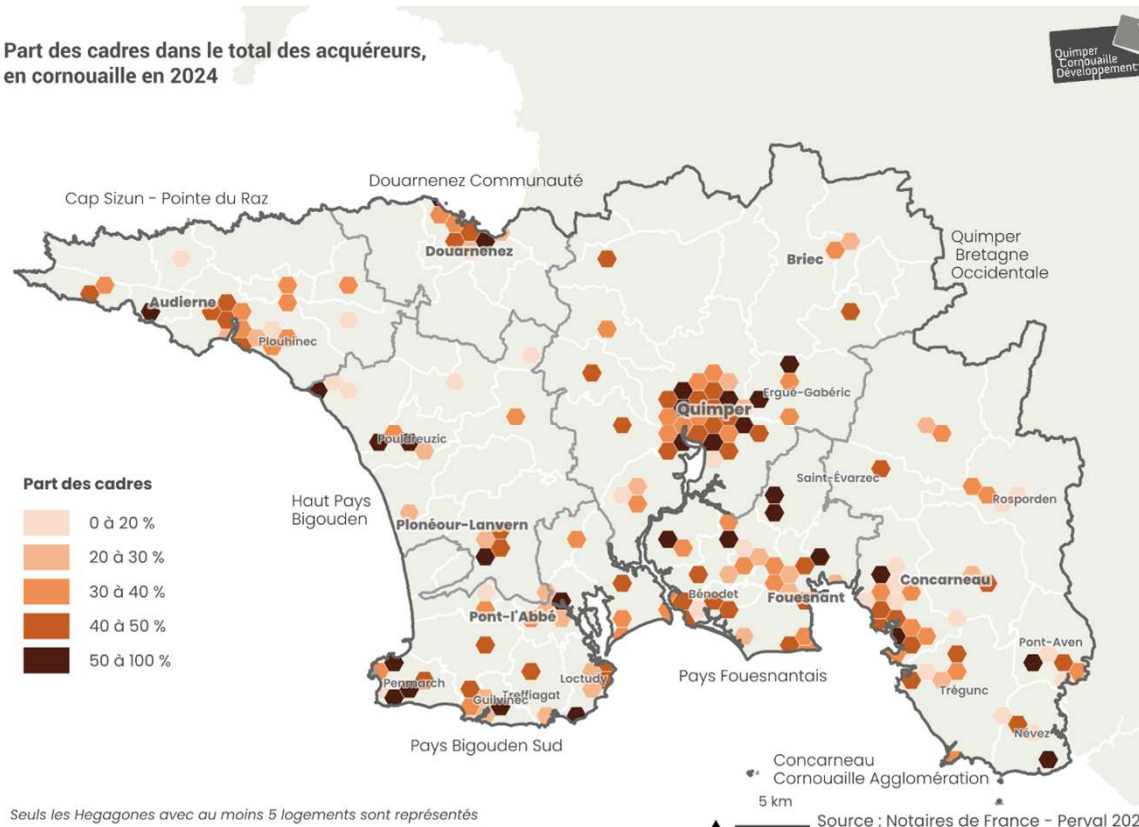 Part des cadres dans le total des acquéreurs,
en cornouaille en 2024
Quimper
Cornouaille
Développement
Cap Sizun - Pointe du Raz
Douarnenez Communauté
Douarnenez
Briec
Quimper
Bretagne
Occidentale
Audierne
Plouhinec
Ergué-Gabéric
Quimper
Pouldreuzic
Saint-Évarzec
Rosporden
Part des cadres
0 à 20 %
20 à 30 %
30 à 40 %
40 à 50 %
50 à 100 %
Haut Pays
Bigouden
Plonéour-Lanvern
Concarneau
Bénodet
Fouesnant
Pont-l'Abbé
Pont-Aven
Pays Fouesnantais
Penmarch
Loctudy
Treffiagat
Guilvinec
Trégunc
Névez
Pays Bigouden Sud
Concarneau
Cornouaille Agglomération
5 km
Seuls les Hegagones avec au moins 5 logements sont représentés
Source : Notaires de France - Perval 202